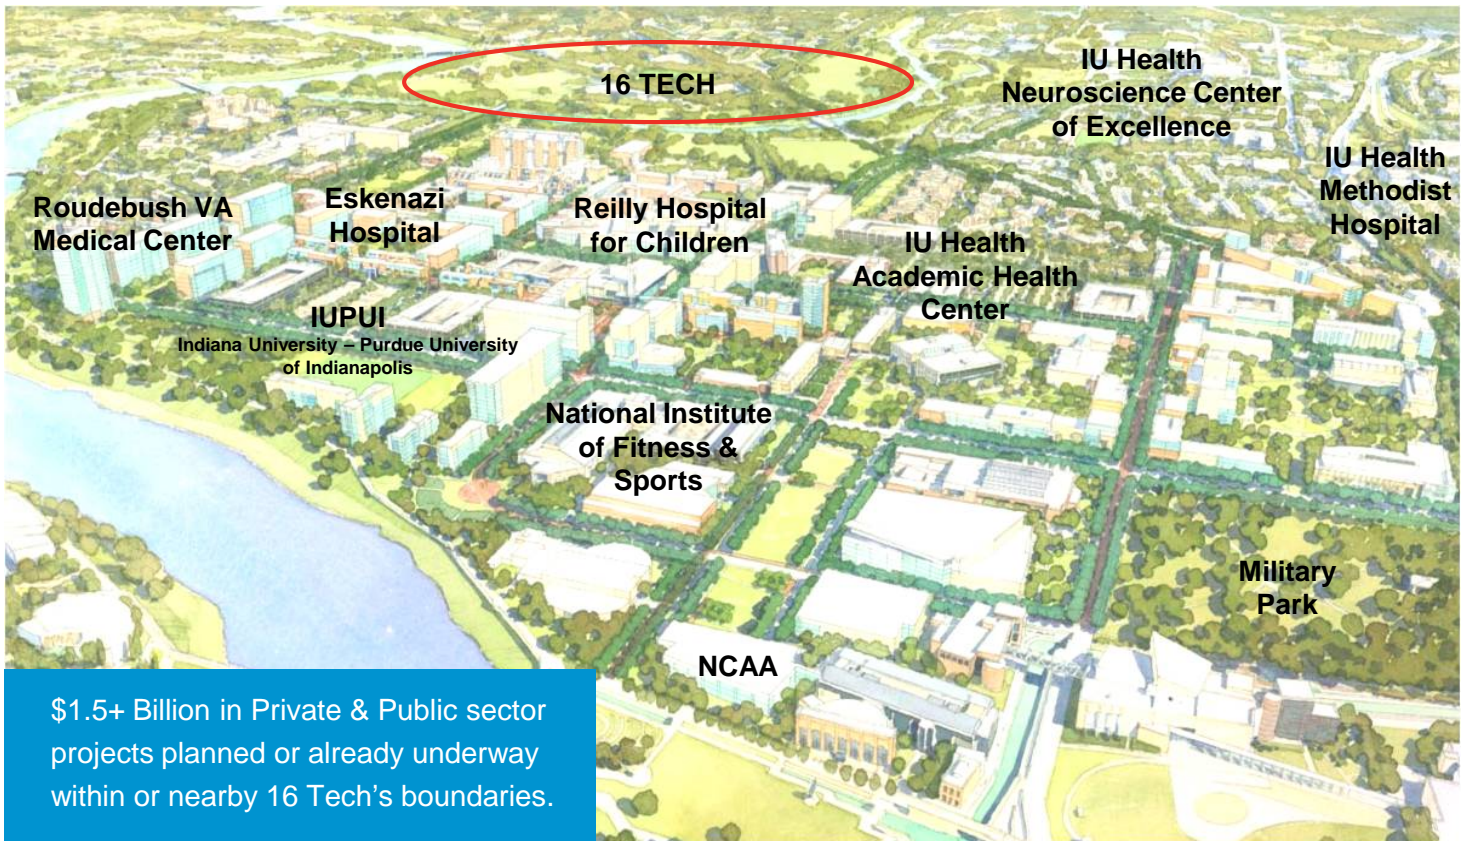 16 TECH
IU Health
Neuroscience Center
of Excellence
IU Health
Methodist
Hospital
Roudebush VA
Medical Center
Eskenazi
Hospital
Reilly Hospital
for Children
IU Health
Academic Health
Center
IUPUI
Indiana University – Purdue University
of Indianapolis
National Institute
of Fitness &
Sports
Military
Park
NCAA
$1.5+ Billion in Private & Public sector
projects planned or already underway
within or nearby 16 Tech’s boundaries.